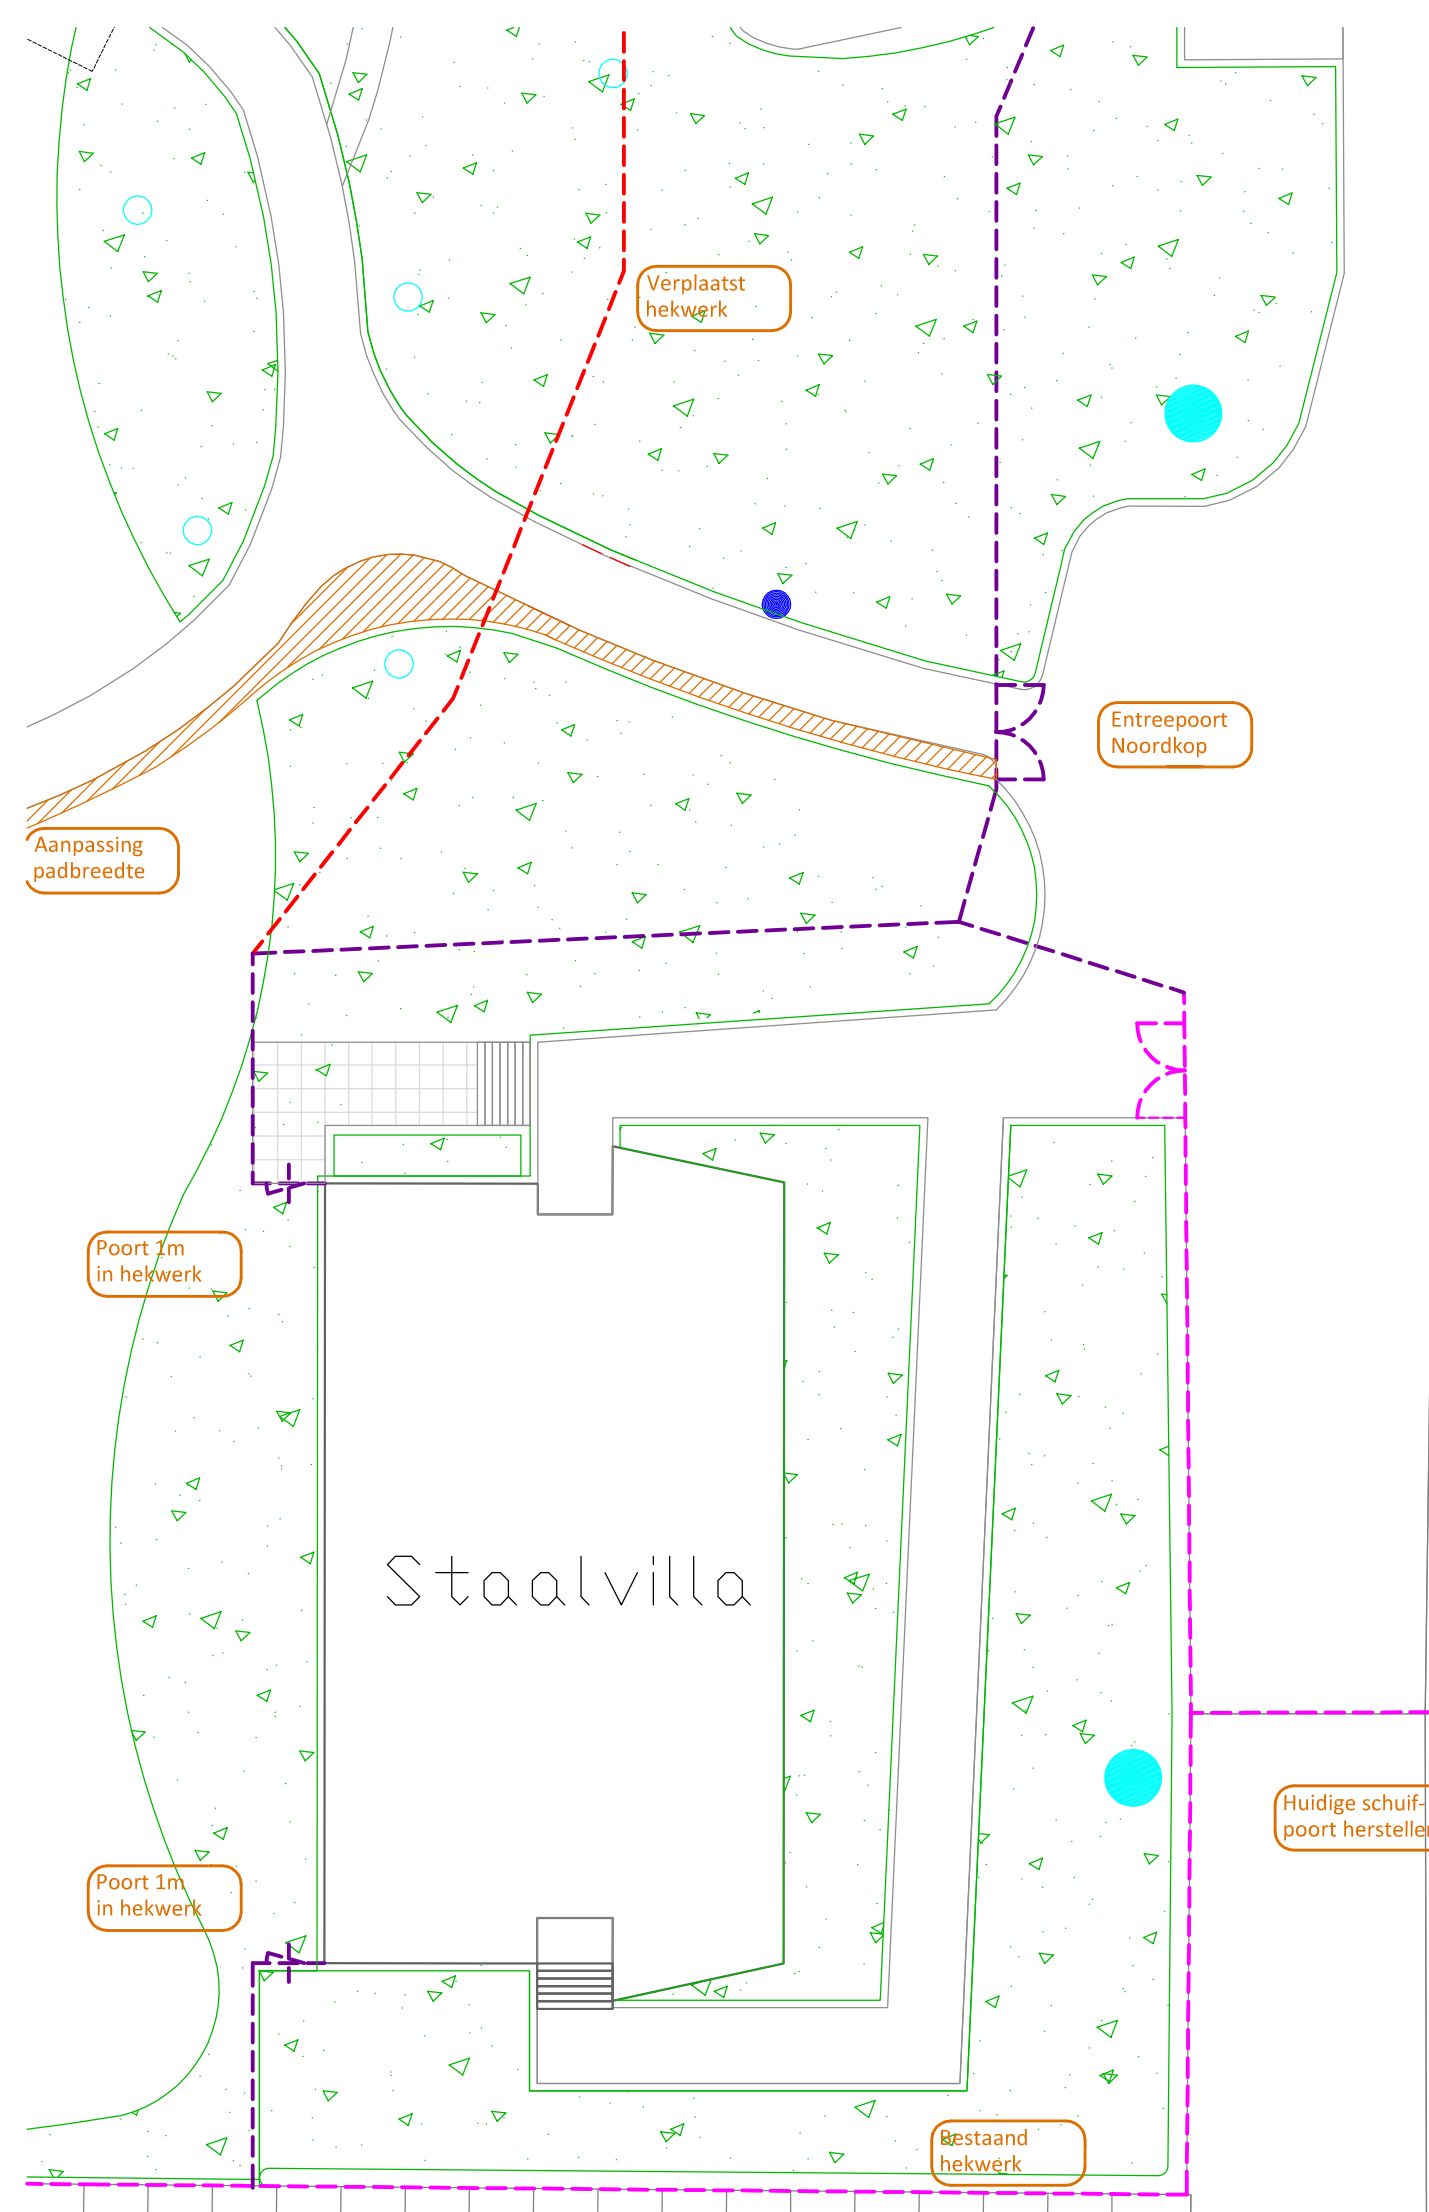 Verplaatst
hekwerk
Entreepoort
Noordkop
Aanpassing
padbreedte
Poort 1m
in hekwerk
Staalvilla
Huidige schuif-
poort herstelle
Poort 1m
in hekwerk
Bestaand
hekwerk